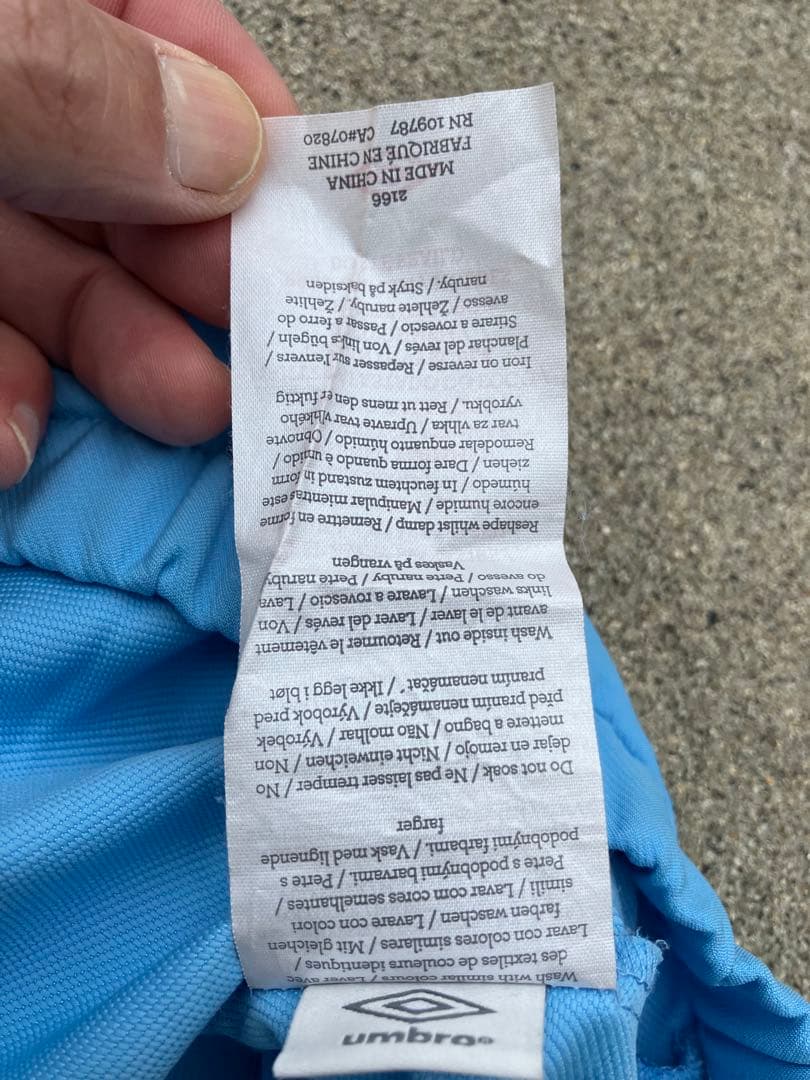 umbro
Wash with similar colours / Laver avec
des textiles de couleurs identiques /
Lavar con colores similares / Mit gleichen
farben waschen / Lavare con colori
simili / Lavar com cores semelhantes /
Perte s podobnými barvami. / Perte s
podobnými farbami. / Vask med lignende
farger
Do not soak / Ne pas laisser tremper / No
dejar en remojo / Nicht einweichen / Non
mettere a bagno / Não molhar / Výrobek
před praním nenamáčejte / Výrobok pred
praním nenamáčať. / Ikke legg i bløt
Wash inside out / Retourner le vêtement
avant de le laver / Lavar del revés / Von
links waschen / Lavare a rovescio / Lava
do avesso / Perte naruby / Perte naruby
Vaskes på vrangen
Reshape whilst damp / Remettre en forme
encore humide / Manipular mientras este
húmedo / In feuchtem zustand in form
ziehen / Dare forma quando è umido /
Remodelar enquanto húmido / Obnovte
tvar za vlhka / Upravte tvar vlhkého
výrobku. / Rett ut mens den er fuktig
Iron on reverse / Repasser sur l'envers /
Planchar del revés / Von links bügeln /
Stirare a rovescio / Passar a ferro do
avesso / Žehlete naruby. / Žehlite
naruby. / Stryk på baksiden
2166
MADE IN CHINA
FABRIQUÉ EN CHINE
RN 109787 CA#07820